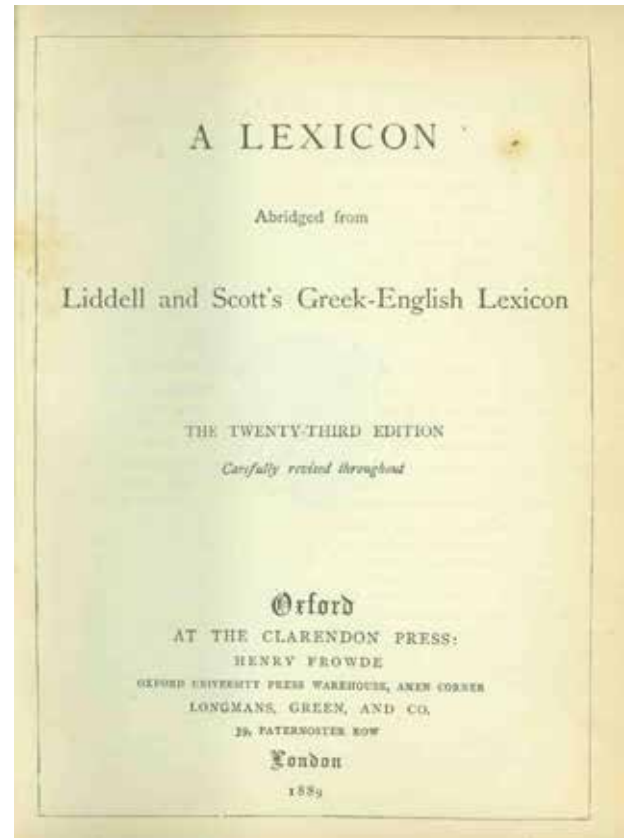 A LEXICON
Abridged from
Liddell and Scott's Greek-English Lexicon
THE TWENTY-THIRD EDITION
Carefully revised throughout
Oxford
AT THE CLARENDON PRESS:
HENRY FROWDE
OXFORD UNIVERSITY PRESS WAREHOUSE, AMEN CORNER
LONGMANS, GREEN, AND CO.
39, PATERNOSTER ROW
London
1889